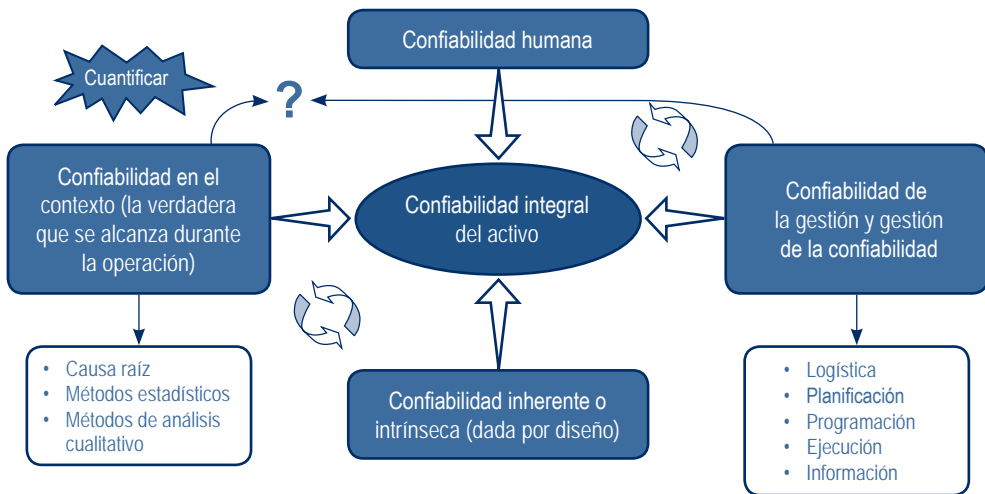 Confiabilidad humana
Cuantificar
?
Confiabilidad en el
contexto (la verdadera
que se alcanza durante
la operación)
Confiabilidad integral
del activo
Confiabilidad de
la gestión y gestión
de la confiabilidad
• Causa raíz
• Métodos estadísticos
• Métodos de análisis
cualitativo
Confiabilidad inherente o
intrínseca (dada por diseño)
• Logística
• Planificación
• Programación
• Ejecución
• Información